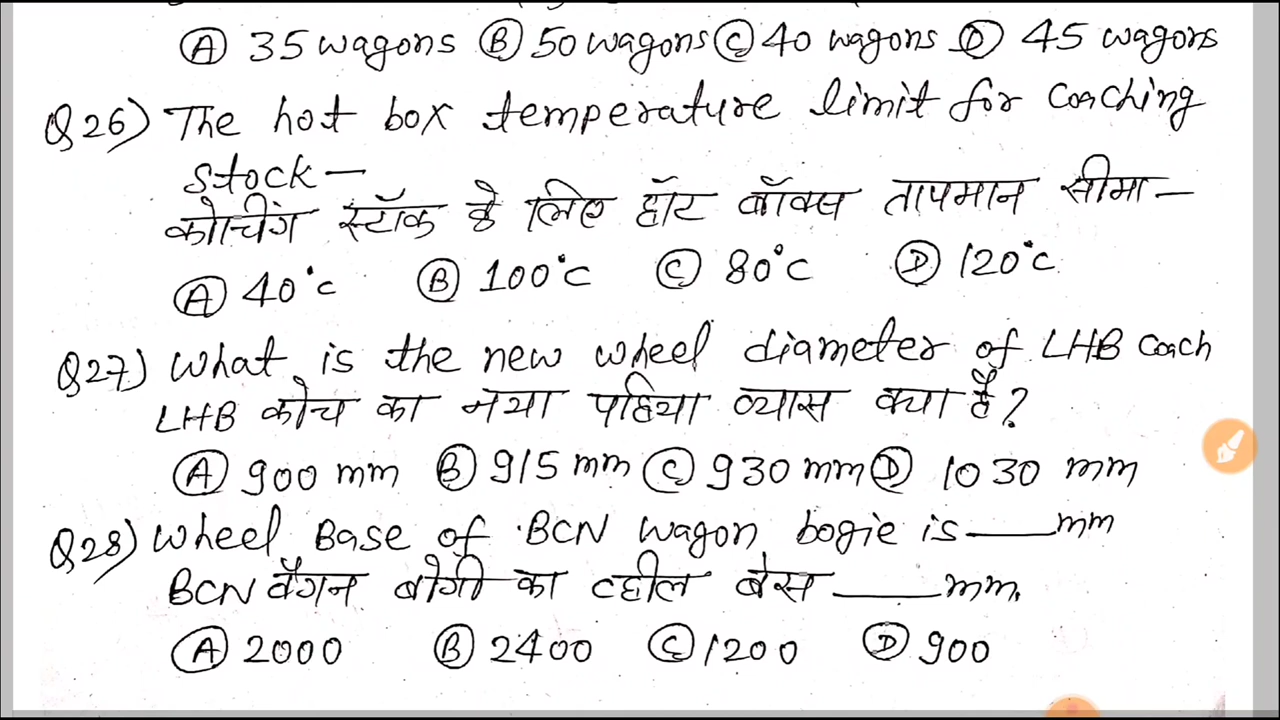 Ⓐ 35 wagons Ⓑ 50 wagons Ⓒ 40 wagons Ⓓ 45 wagons
Q26) The hot box temperature limit for coaching
stock—
कोचिंग स्टॉक के लिए हॉट बॉक्स तापमान सीमा—
Ⓐ 40°c Ⓑ 100°c Ⓒ 80°c Ⓓ 120°c
Q27) What is the new wheel diameter of LHB coach
LHB कोच का नया पहिया व्यास क्या है?
Ⓐ 900 mm Ⓑ 915 mm Ⓒ 930 mm Ⓓ 1030 mm
Q28) Wheel Base of BCN wagon bogie is ___ mm
BCN वैगन बोगी का व्हील बेस ____ mm.
Ⓐ 2000 Ⓑ 2400 Ⓒ 1200 Ⓓ 900